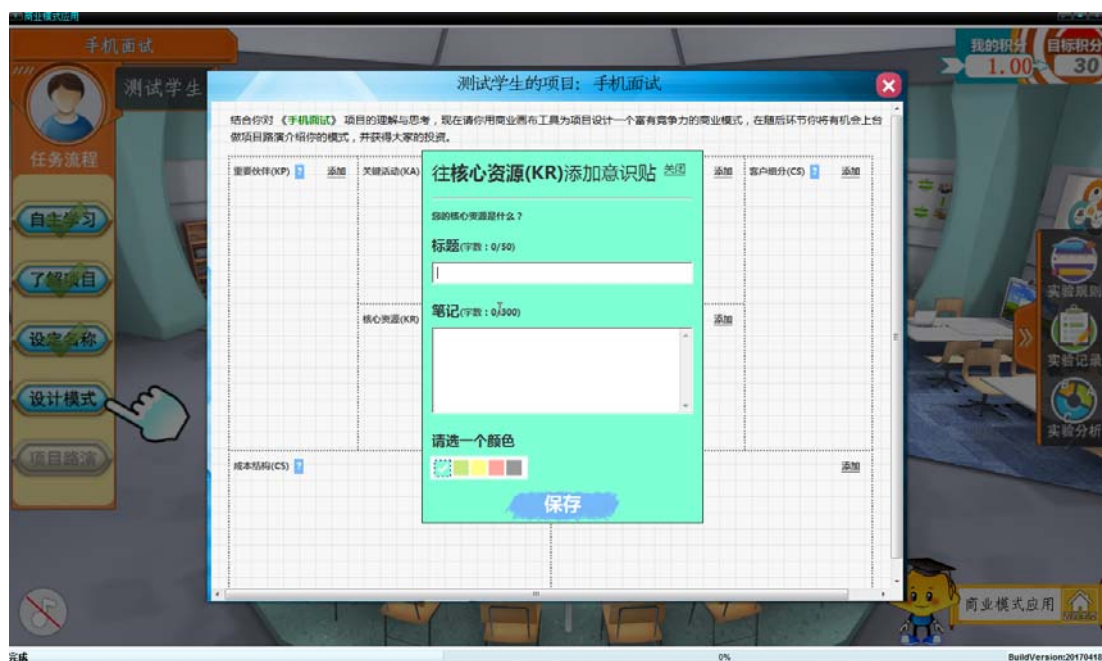 商业模式应用
手机面试
测试学生
任务流程
自主学习
了解项目
设定名称
设计模式
项目路演
我的积分
1.00
目标积分
30
测试学生的项目：手机面试
结合你对《手机面试》项目的理解与思考，现在请你用商业画布工具为项目设计一个富有竞争力的商业模式，在随后环节你将有机会上台
做项目路演介绍你的模式，并获得大家的投资。
重要伙伴(KP) ? 添加
关键活动(KA)
添加
客户细分(CS) ? 添加
核心资源(KR)
添加
成本结构(CS) ?
添加
往核心资源(KR)添加意识贴 关闭
您的核心资源是什么？
标题(字数：0/50)
笔记(字数：0/300)
请选一个颜色
保存
实验规则
实验记录
实验分析
商业模式应用
完成
0%
BuildVersion:20170418